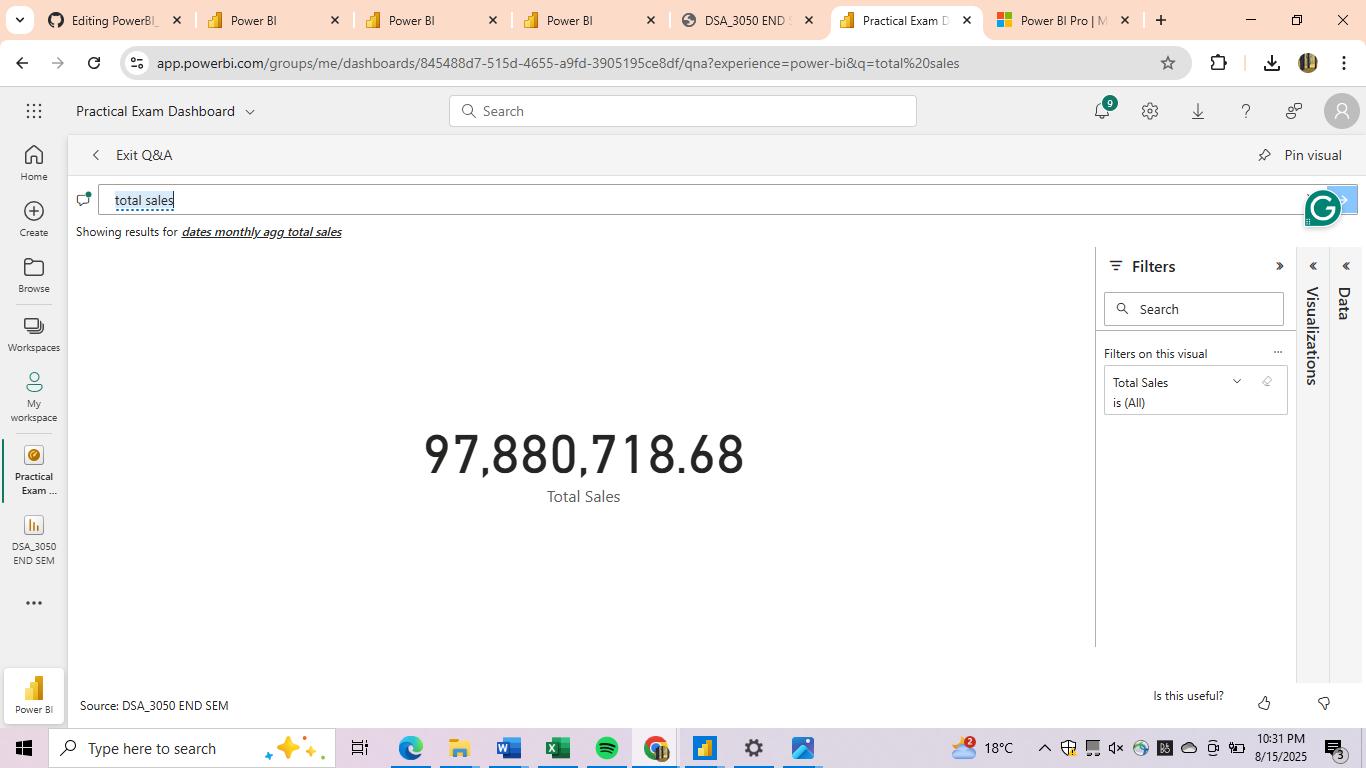 Editing PowerBI_
Power BI
Power BI
Power BI
DSA_3050 END S
Practical Exam D
Power BI Pro | M
app.powerbi.com/groups/me/dashboards/845488d7-515d-4655-a9fd-3905195ce8df/qna?experience=power-bi&q=total%20sales
Practical Exam Dashboard
Search
9
Exit Q&A
Pin visual
total sales
Showing results for dates monthly agg total sales
Home
Create
Browse
Workspaces
My
workspace
Practical
Exam ...
DSA_3050
END SEM
Power BI
97,880,718.68
Total Sales
Filters
Search
Filters on this visual
Total Sales
is (All)
Visualizations
Data
Source: DSA_3050 END SEM
Is this useful?
Type here to search
2
18°C
10:31 PM
8/15/2025
3